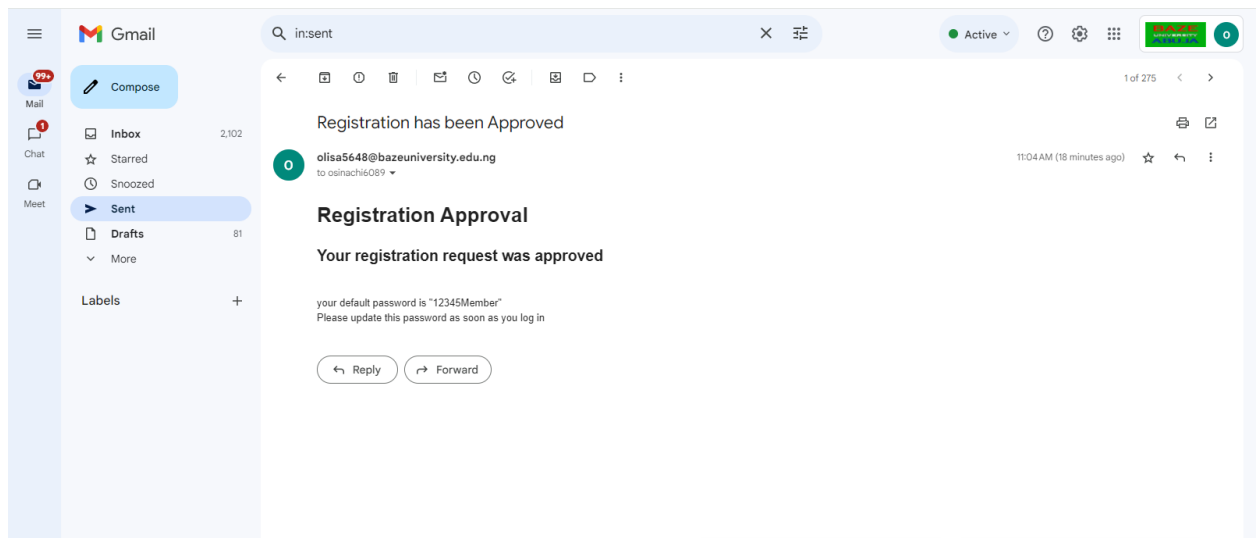 Gmail
in:sent
Active
BAZE
UNIVERSITY
ABUJA
O
99+
Mail
Compose
1 of 275
1
Chat
Inbox 2,102
Starred
Snoozed
Meet
Sent
Drafts 81
More
Labels
Registration has been Approved
O
olisa5648@bazeuniversity.edu.ng
11:04 AM (18 minutes ago)
to osinachi6089
Registration Approval
Your registration request was approved
your default password is "12345Member"
Please update this password as soon as you log in
Reply
Forward